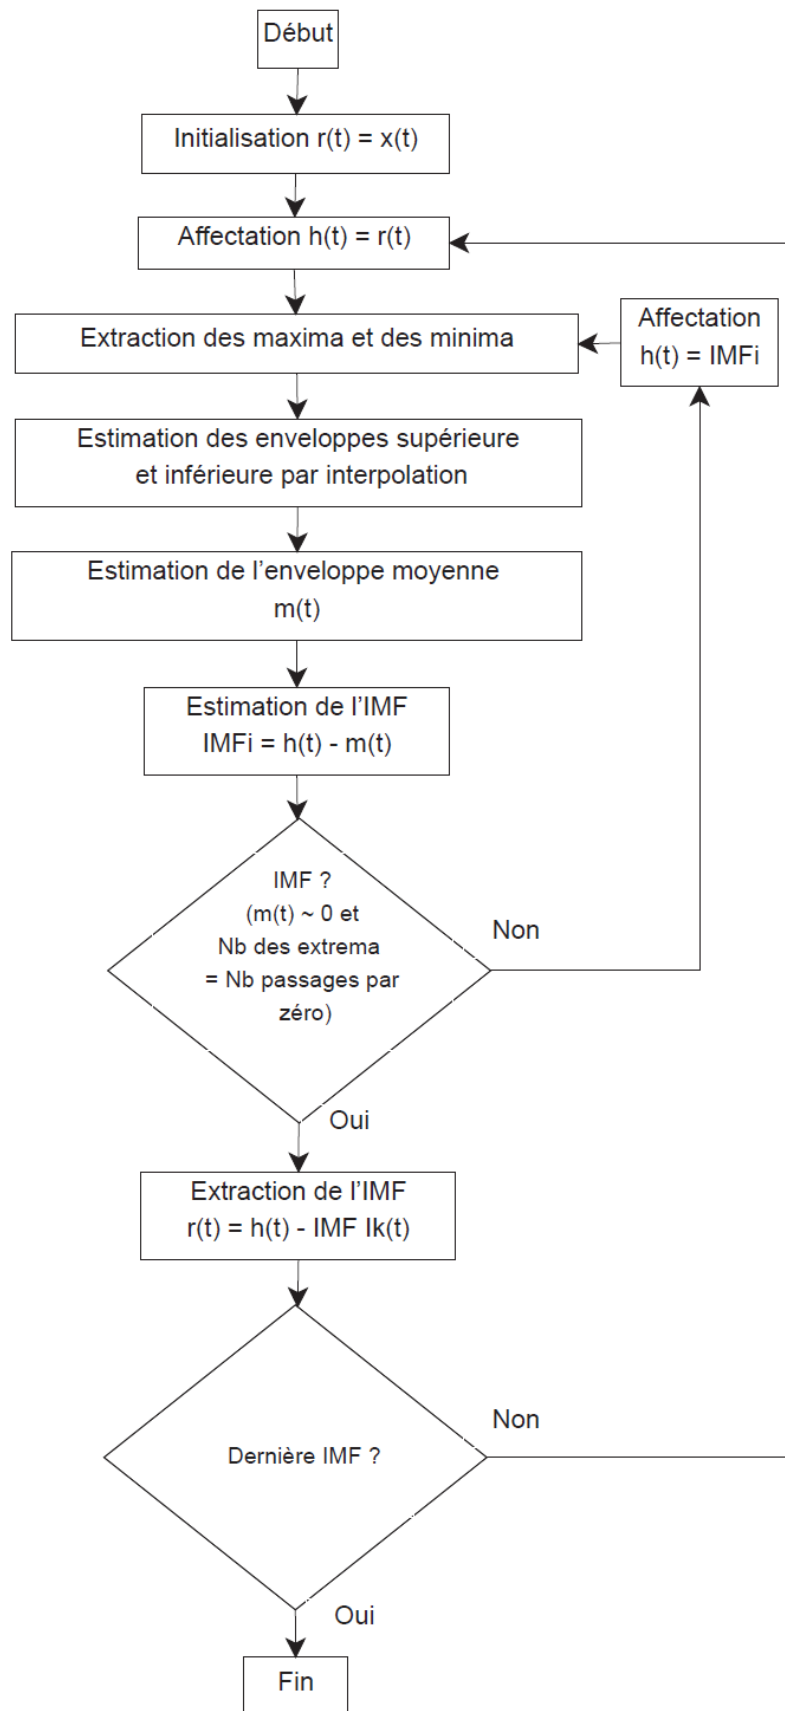 Début
Initialisation r(t) = x(t)
Affectation h(t) = r(t)
Extraction des maxima et des minima
Affectation
h(t) = IMFi
Estimation des enveloppes supérieure
et inférieure par interpolation
Estimation de l'enveloppe moyenne
m(t)
Estimation de l'IMF
IMFi = h(t) - m(t)
IMF ?
(m(t) ~ 0 et
Nb des extrema
= Nb passages par
zéro)
Non
Oui
Extraction de l'IMF
r(t) = h(t) - IMF Ik(t)
Dernière IMF ?
Non
Oui
Fin